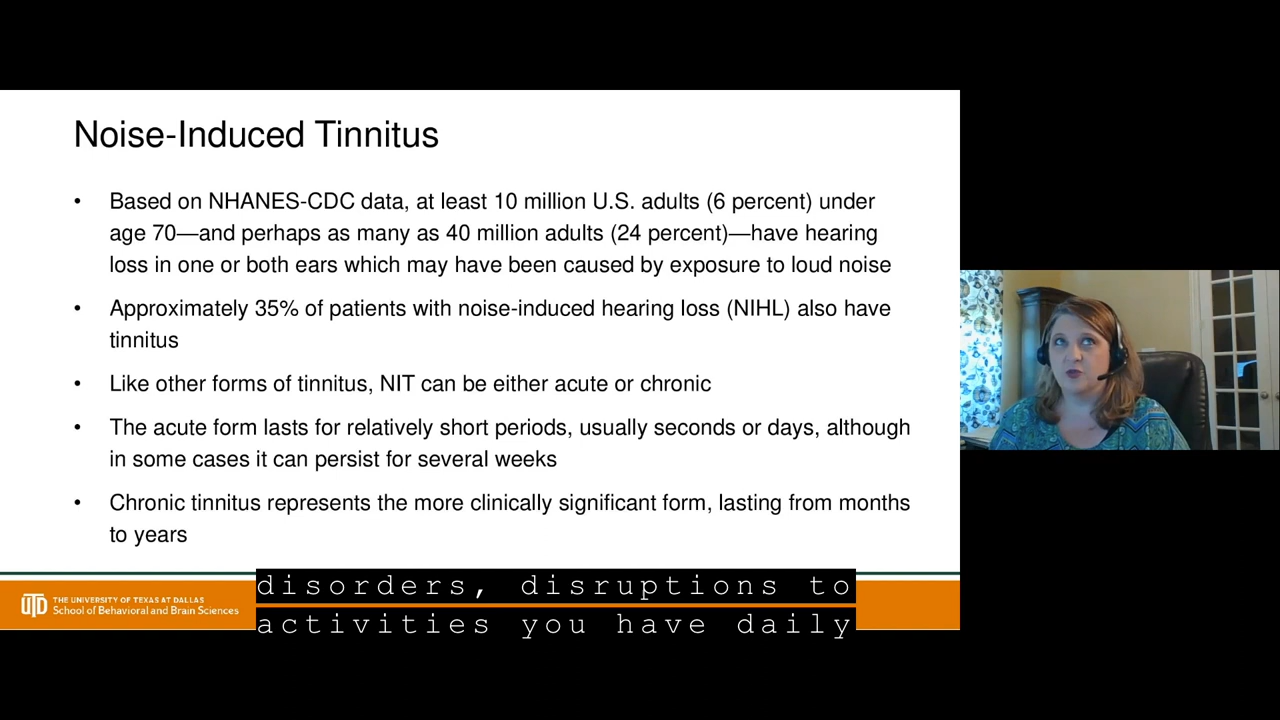 Noise-Induced Tinnitus
• Based on NHANES-CDC data, at least 10 million U.S. adults (6 percent) under
age 70—and perhaps as many as 40 million adults (24 percent)—have hearing
loss in one or both ears which may have been caused by exposure to loud noise
• Approximately 35% of patients with noise-induced hearing loss (NIHL) also have
tinnitus
• Like other forms of tinnitus, NIT can be either acute or chronic
• The acute form lasts for relatively short periods, usually seconds or days, although
in some cases it can persist for several weeks
• Chronic tinnitus represents the more clinically significant form, lasting from months
to years
UTD
THE UNIVERSITY OF TEXAS AT DALLAS
School of Behavioral and Brain Sciences
disorders, disruptions to
activities you have daily